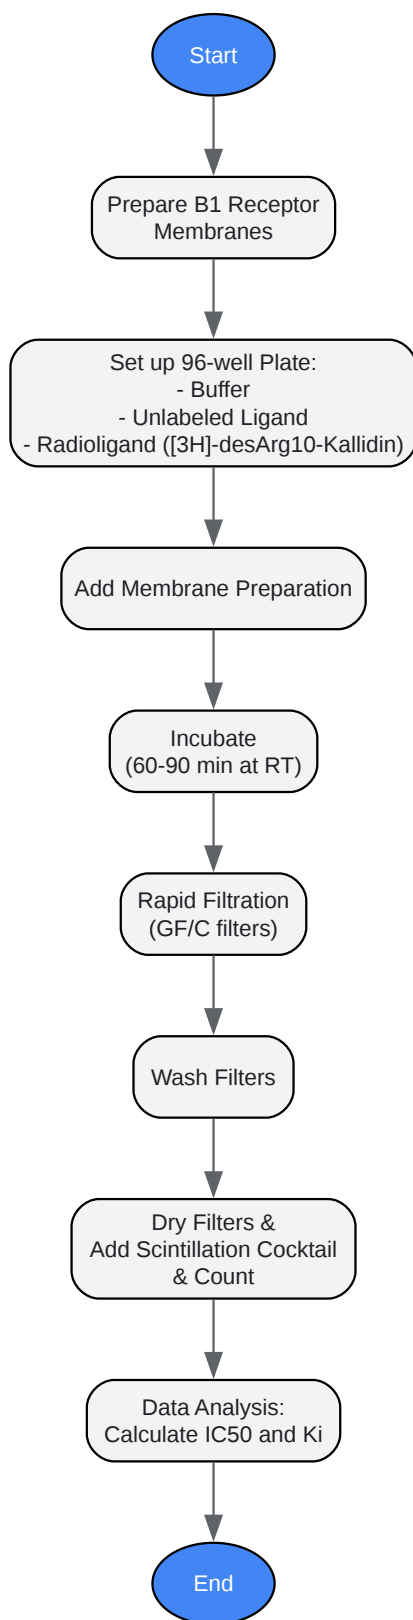 Start
Prepare B1 Receptor
Membranes
Set up 96-well Plate:
- Buffer
- Unlabeled Ligand
- Radioligand ([3H]-desArg10-Kallidin)
Add Membrane Preparation
Incubate
(60-90 min at RT)
Rapid Filtration
(GF/C filters)
Wash Filters
Dry Filters &
Add Scintillation Cocktail
& Count
Data Analysis:
Calculate IC50 and Ki
End